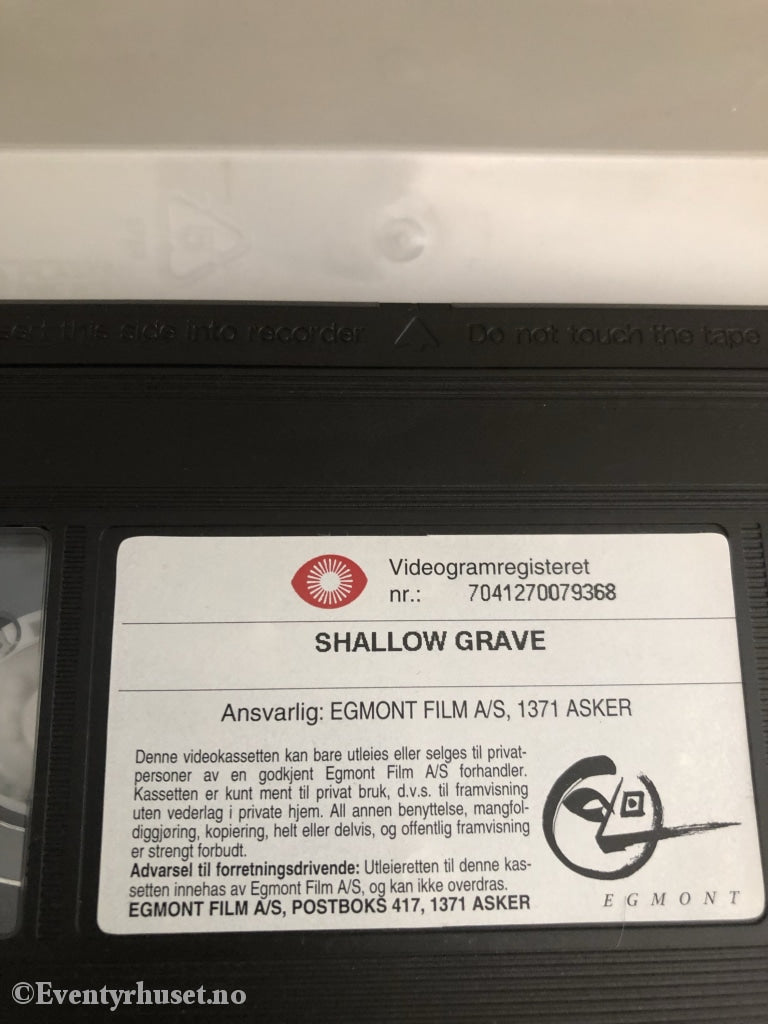 this side into recorder
Do not touch the tape
Videogramregisteret
nr.: 7041270079368
SHALLOW GRAVE
Ansvarlig: EGMONT FILM A/S, 1371 ASKER
Denne videokassetten kan bare utleies eller selges til privat-
personer av en godkjent Egmont Film A/S forhandler.
Kassetten er kunt ment til privat bruk, d.v.s. til framvisning
uten vederlag i private hjem. All annen benyttelse, mangfol-
diggjøring, kopiering, helt eller delvis, og offentlig framvisning
er strengt forbudt.
Advarsel til forretningsdrivende: Utleieretten til denne kas-
setten innehas av Egmont Film A/S, og kan ikke overdras.
EGMONT FILM A/S, POSTBOKS 417, 1371 ASKER
EGMONT
©Eventyrhuset.no